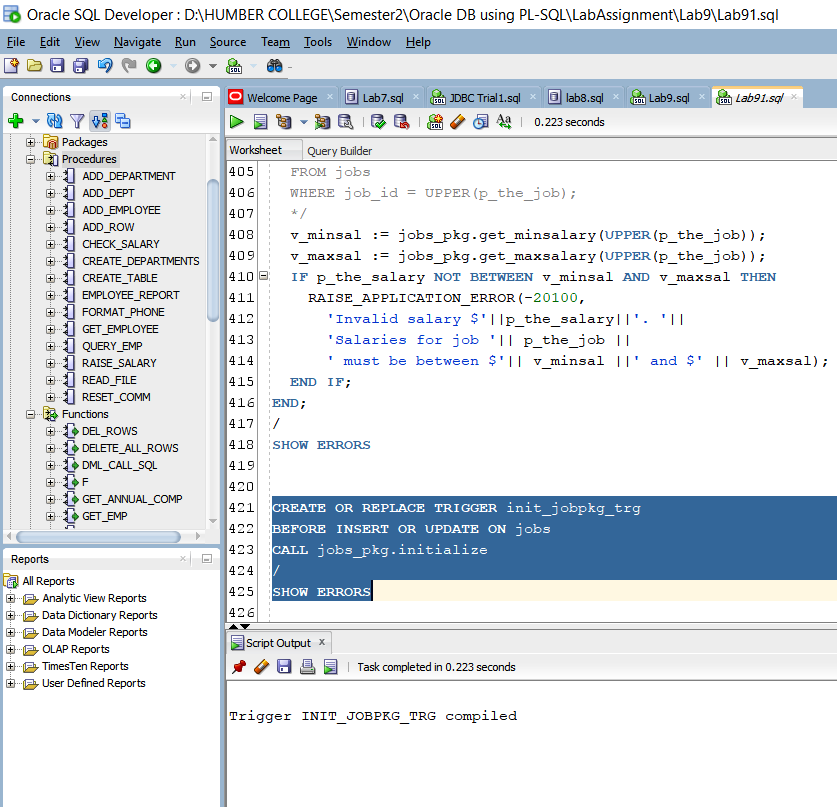 Oracle SQL Developer : D:\HUMBER COLLEGE\Semester2\Oracle DB using PL-SQL\LabAssignment\Lab9\Lab91.sql
File Edit View Navigate Run Source Team Tools Window Help
Connections
Packages
Procedures
ADD_DEPARTMENT
ADD_DEPT
ADD_EMPLOYEE
ADD_ROW
CHECK_SALARY
CREATE_DEPARTMENTS
CREATE_TABLE
EMPLOYEE_REPORT
FORMAT_PHONE
GET_EMPLOYEE
QUERY_EMP
RAISE_SALARY
READ_FILE
RESET_COMM
Functions
DEL_ROWS
DELETE_ALL_ROWS
DML_CALL_SQL
F
GET_ANNUAL_COMP
GET_EMP
Reports
All Reports
Analytic View Reports
Data Dictionary Reports
Data Modeler Reports
OLAP Reports
TimesTen Reports
User Defined Reports
Welcome Page Lab7.sql JDBC Trial1.sql lab8.sql Lab9.sql Lab91.sql
0.223 seconds
Worksheet Query Builder
405 FROM jobs
406 WHERE job_id = UPPER(p_the_job);
407 */
408 v_minsal := jobs_pkg.get_minsalary(UPPER(p_the_job));
409 v_maxsal := jobs_pkg.get_maxsalary(UPPER(p_the_job));
410 IF p_the_salary NOT BETWEEN v_minsal AND v_maxsal THEN
411 RAISE_APPLICATION_ERROR(-20100,
412 'Invalid salary $'||p_the_salary||'. '||
413 'Salaries for job '|| p_the_job ||
414 ' must be between $'|| v_minsal ||' and $' || v_maxsal);
415 END IF;
416 END;
417 /
418 SHOW ERRORS
419
420
421 CREATE OR REPLACE TRIGGER init_jobpkg_trg
422 BEFORE INSERT OR UPDATE ON jobs
423 CALL jobs_pkg.initialize
424 /
425 SHOW ERRORS
426
Script Output
Task completed in 0.223 seconds
Trigger INIT_JOBPKG_TRG compiled